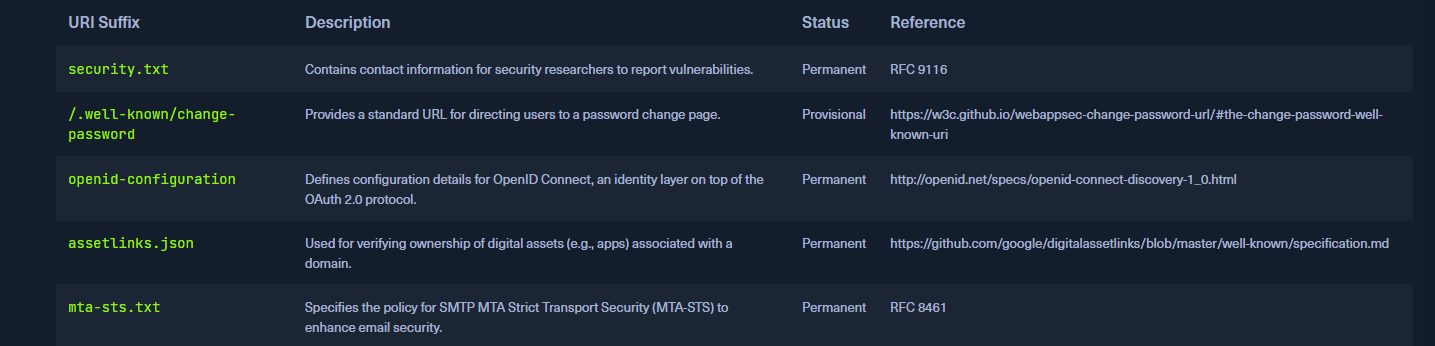 URI Suffix Description Status Reference
security.txt Contains contact information for security researchers to report vulnerabilities. Permanent RFC 9116
/.well-known/change- Provides a standard URL for directing users to a password change page. Provisional https://w3c.github.io/webappsec-change-password-url/#the-change-password-well-
password known-uri
openid-configuration Defines configuration details for OpenID Connect, an identity layer on top of the Permanent http://openid.net/specs/openid-connect-discovery-1_0.html
OAuth 2.0 protocol.
assetlinks.json Used for verifying ownership of digital assets (e.g., apps) associated with a Permanent https://github.com/google/digitalassetlinks/blob/master/well-known/specification.md
domain.
mta-sts.txt Specifies the policy for SMTP MTA Strict Transport Security (MTA-STS) to Permanent RFC 8461
enhance email security.